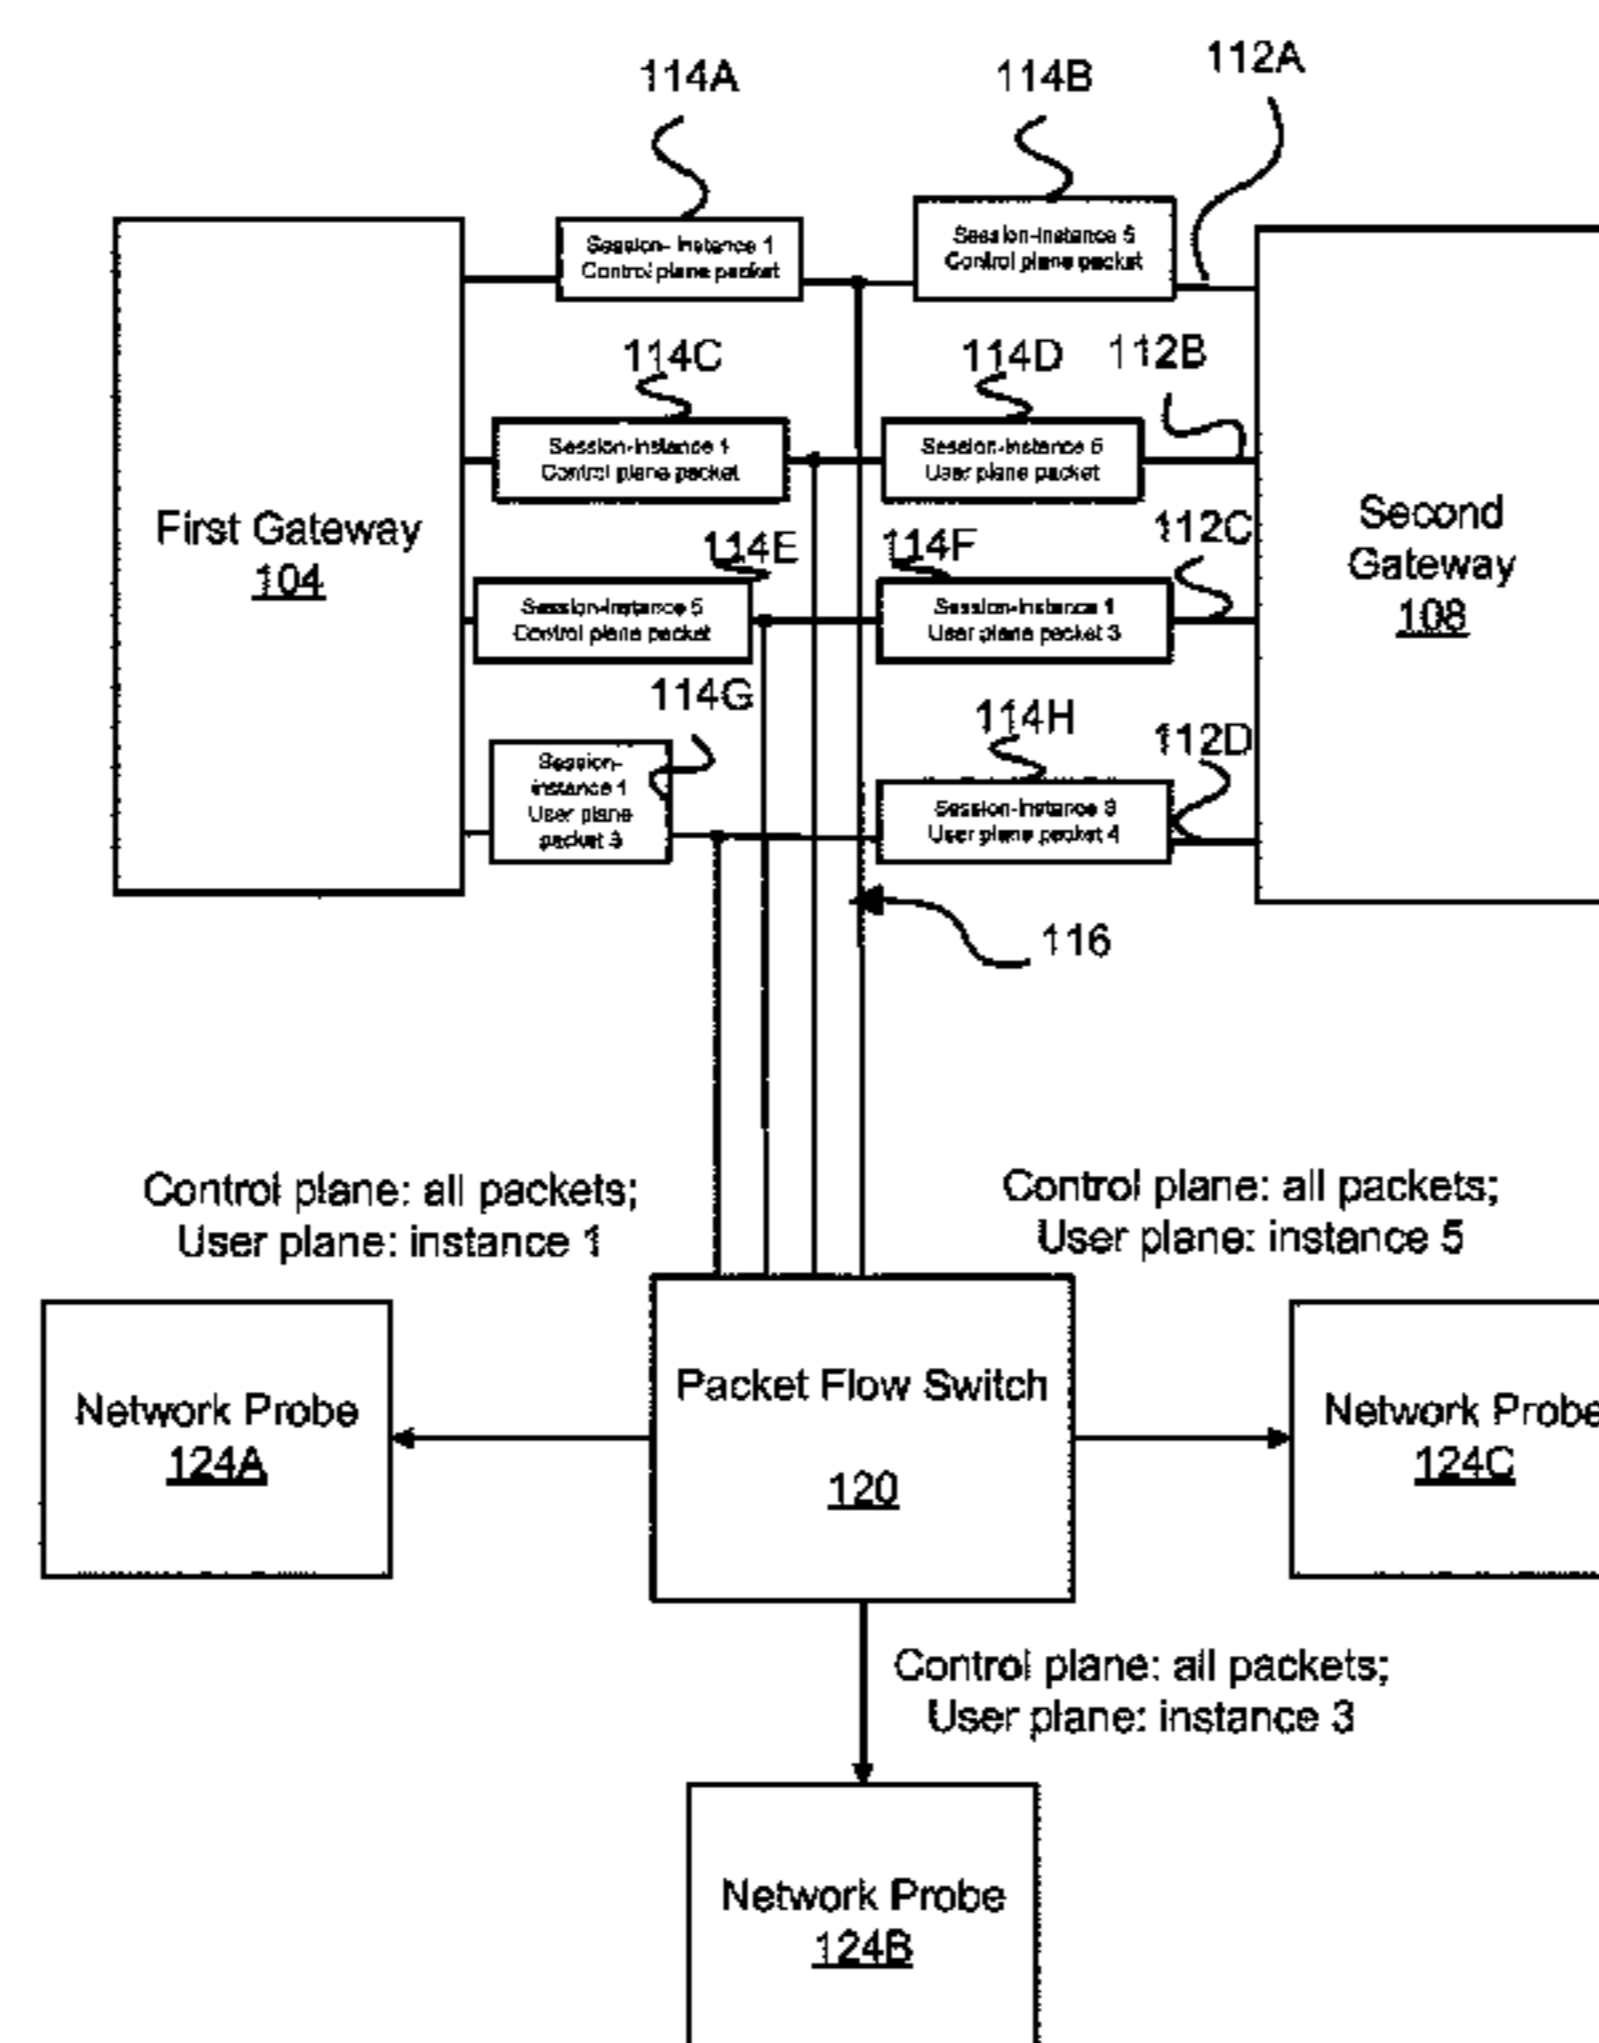 114A
114B
112A
Session- Instance 1
Control plane packet
Session-Instance 5
Control plane packet
114C
114D
112B
Session-Instance 1
Control plane packet
Session-Instance 5
User plane packet
First Gateway
104
Second
Gateway
108
114E
114F
112C
Session-Instance 5
Control plane packet
Session-Instance 1
User plane packet 3
114G
114H
112D
Session-
instance 1
User plane
packet 3
Session-Instance 3
User plane packet 4
116
Control plane: all packets;
User plane: instance 1
Control plane: all packets;
User plane: instance 5
Network Probe
124A
Packet Flow Switch
120
Network Probe
124C
Control plane: all packets;
User plane: instance 3
Network Probe
124B